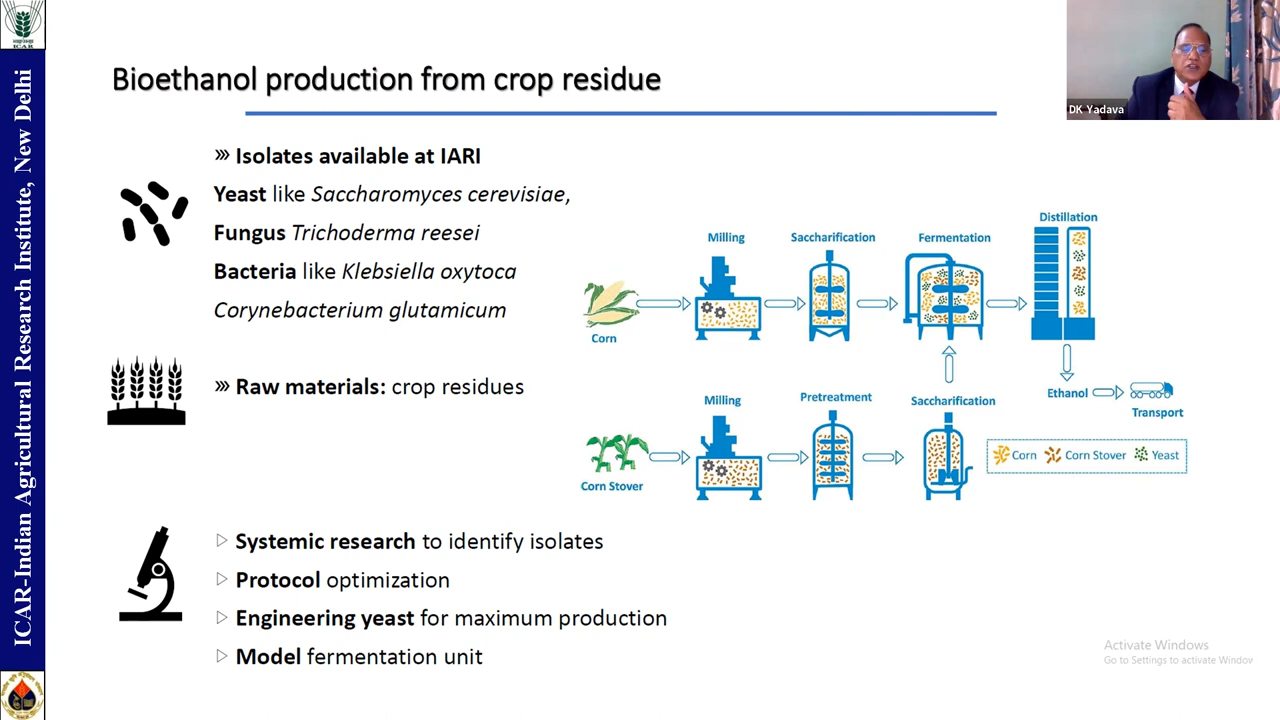 ICAR
ICAR-Indian Agricultural Research Institute, New Delhi
Bioethanol production from crop residue
DK Yadava
Isolates available at IARI
Yeast like Saccharomyces cerevisiae,
Fungus Trichoderma reesei
Bacteria like Klebsiella oxytoca
Corynebacterium glutamicum
Raw materials: crop residues
Systemic research to identify isolates
Protocol optimization
Engineering yeast for maximum production
Model fermentation unit
Corn
Milling
Saccharification
Fermentation
Distillation
Ethanol
Transport
Corn Stover
Milling
Pretreatment
Saccharification
Corn Corn Stover Yeast
Activate Windows
Go to Settings to activate Windov